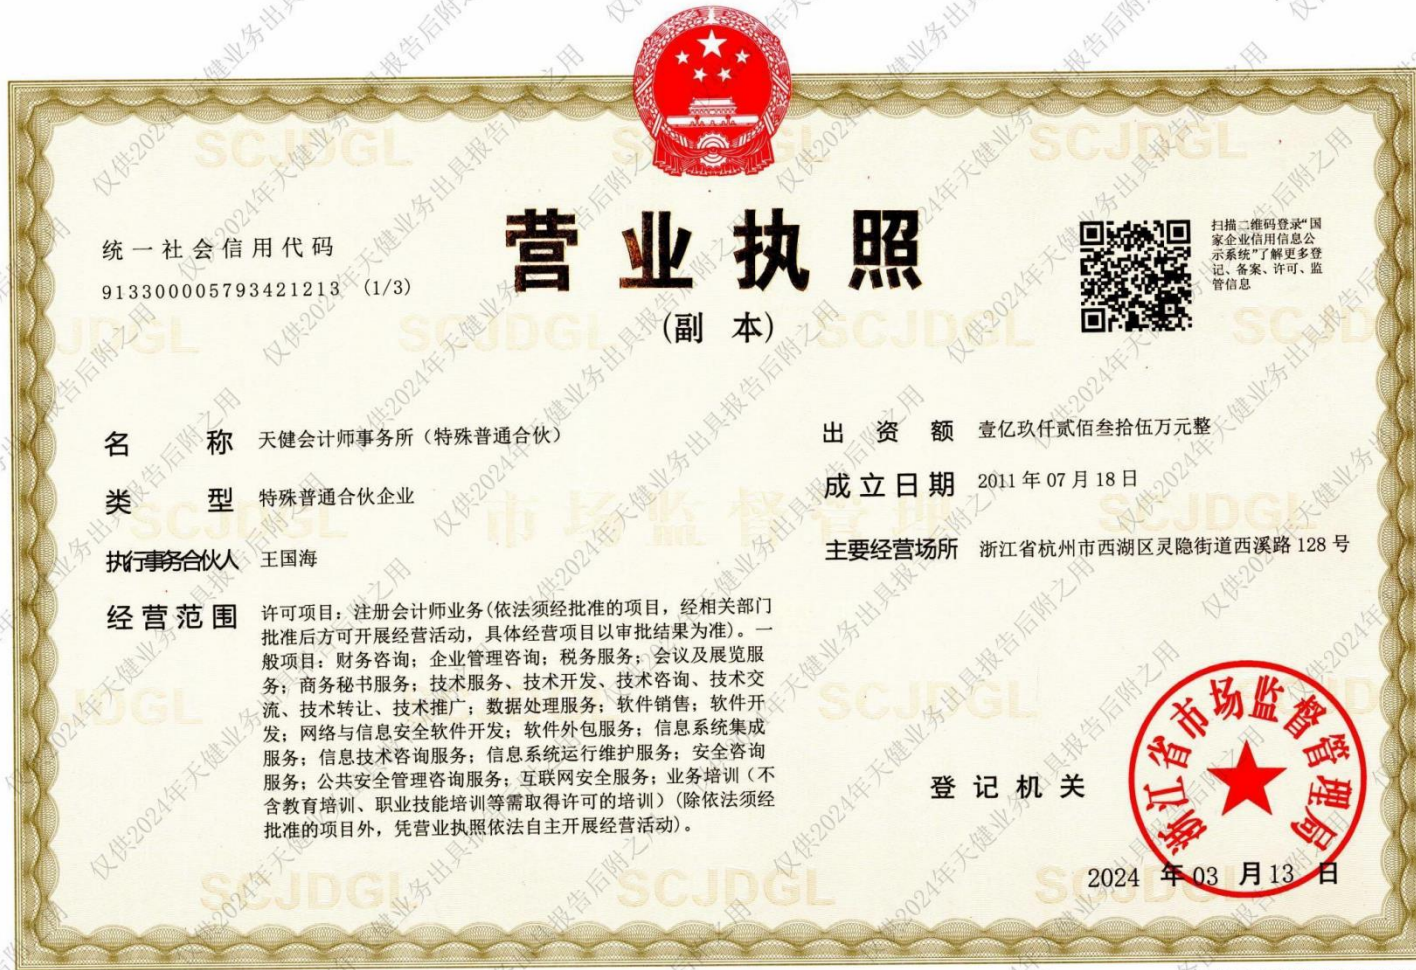 营业执照
(副 本)
统一社会信用代码
913300005793421213 (1/3)
扫描二维码登录“国
家企业信用信息公
示系统”了解更多登
记、备案、许可、监
管信息
名 称 天健会计师事务所（特殊普通合伙）
类 型 特殊普通合伙企业
执行事务合伙人 王国海
经营范围 许可项目：注册会计师业务(依法须经批准的项目，经相关部门
批准后方可开展经营活动，具体经营项目以审批结果为准)。一
般项目：财务咨询；企业管理咨询；税务服务；会议及展览服
务；商务秘书服务；技术服务、技术开发、技术咨询、技术交
流、技术转让、技术推广；数据处理服务；软件销售；软件开
发；网络与信息安全软件开发；软件外包服务；信息系统集成
服务；信息技术咨询服务；信息系统运行维护服务；安全咨询
服务；公共安全管理咨询服务；互联网安全服务；业务培训（不
含教育培训、职业技能培训等需取得许可的培训）(除依法须经
批准的项目外，凭营业执照依法自主开展经营活动)。
出 资 额 壹亿玖仟贰佰叁拾伍万元整
成立日期 2011年07月18日
主要经营场所 浙江省杭州市西湖区灵隐街道西溪路128号
登记机关
浙江省市场监督管理局
2024 年 03 月 13 日
SCJDGL
市场监督管理
仅供2024年天健业务出具报告后附之用